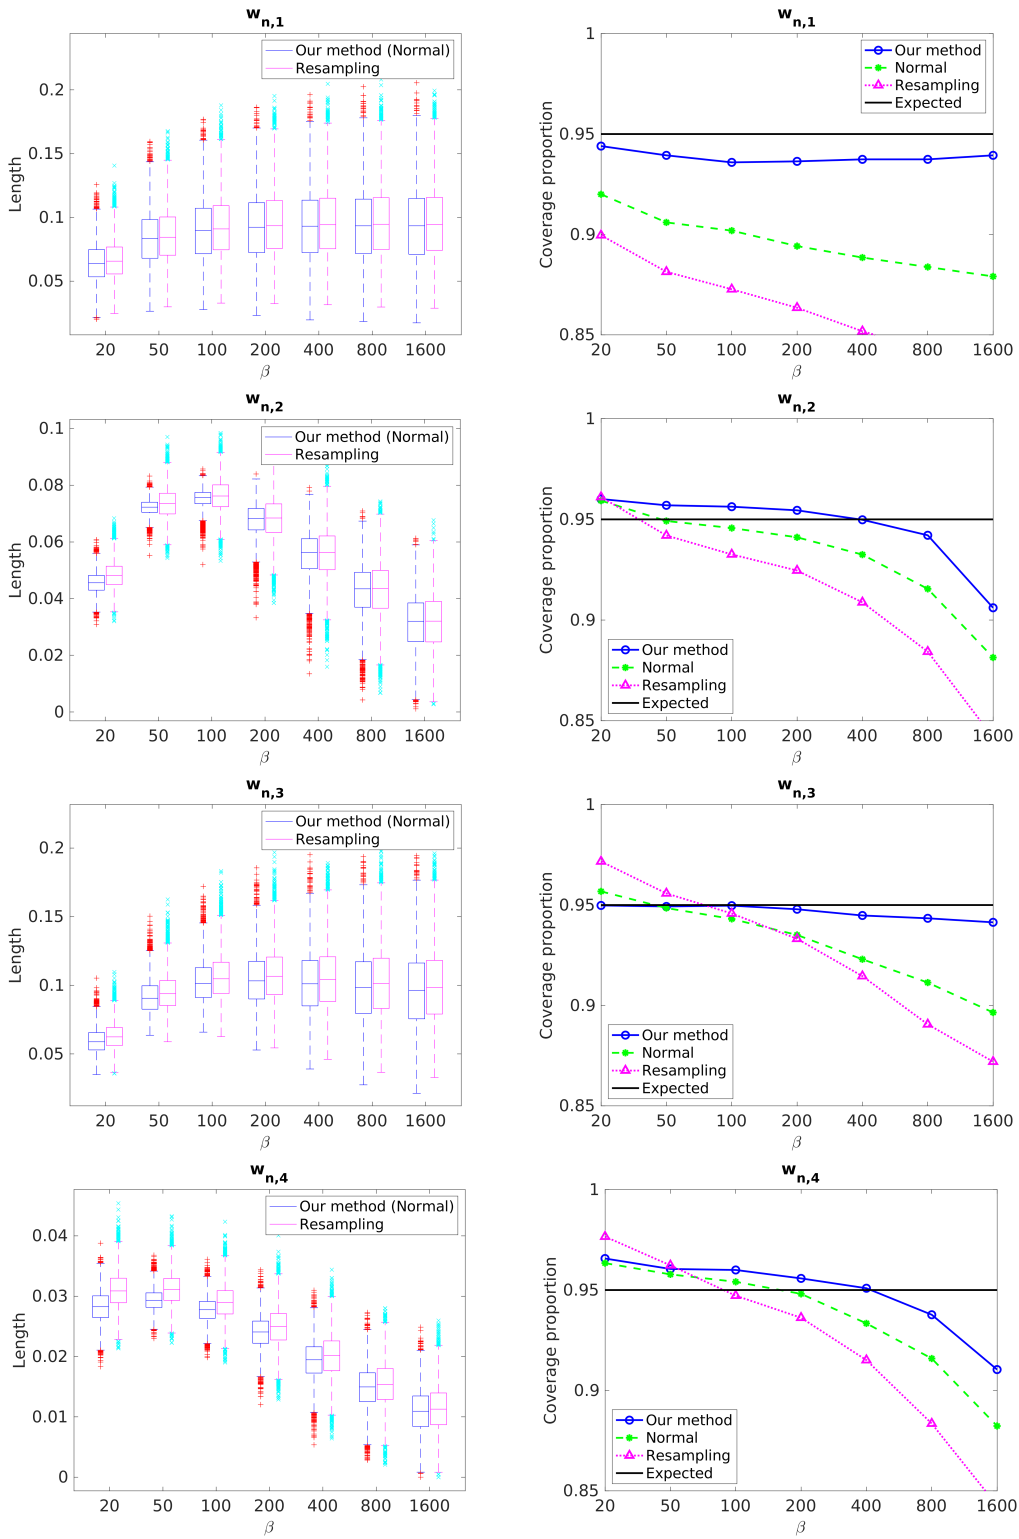 w_{n,1}
Our method (Normal)
Resampling
0.2
0.15
0.1
0.05
Length
20 50 100 200 400 800 1600
β
w_{n,1}
Our method
Normal
Resampling
Expected
0.95
0.9
0.85
Coverage proportion
20 50 100 200 400 800 1600
β
w_{n,2}
Our method (Normal)
Resampling
0.1
0.08
0.06
0.04
0.02
0
Length
20 50 100 200 400 800 1600
β
w_{n,2}
1
0.95
0.9
0.85
Coverage proportion
Our method
Normal
Resampling
Expected
20 50 100 200 400 800 1600
β
w_{n,3}
Our method (Normal)
Resampling
0.2
0.15
0.1
0.05
Length
20 50 100 200 400 800 1600
β
w_{n,3}
1
0.95
0.9
0.85
Coverage proportion
Our method
Normal
Resampling
Expected
20 50 100 200 400 800 1600
β
w_{n,4}
Our method (Normal)
Resampling
0.04
0.03
0.02
0.01
0
Length
20 50 100 200 400 800 1600
β
w_{n,4}
1
0.95
0.9
0.85
Coverage proportion
Our method
Normal
Resampling
Expected
20 50 100 200 400 800 1600
β